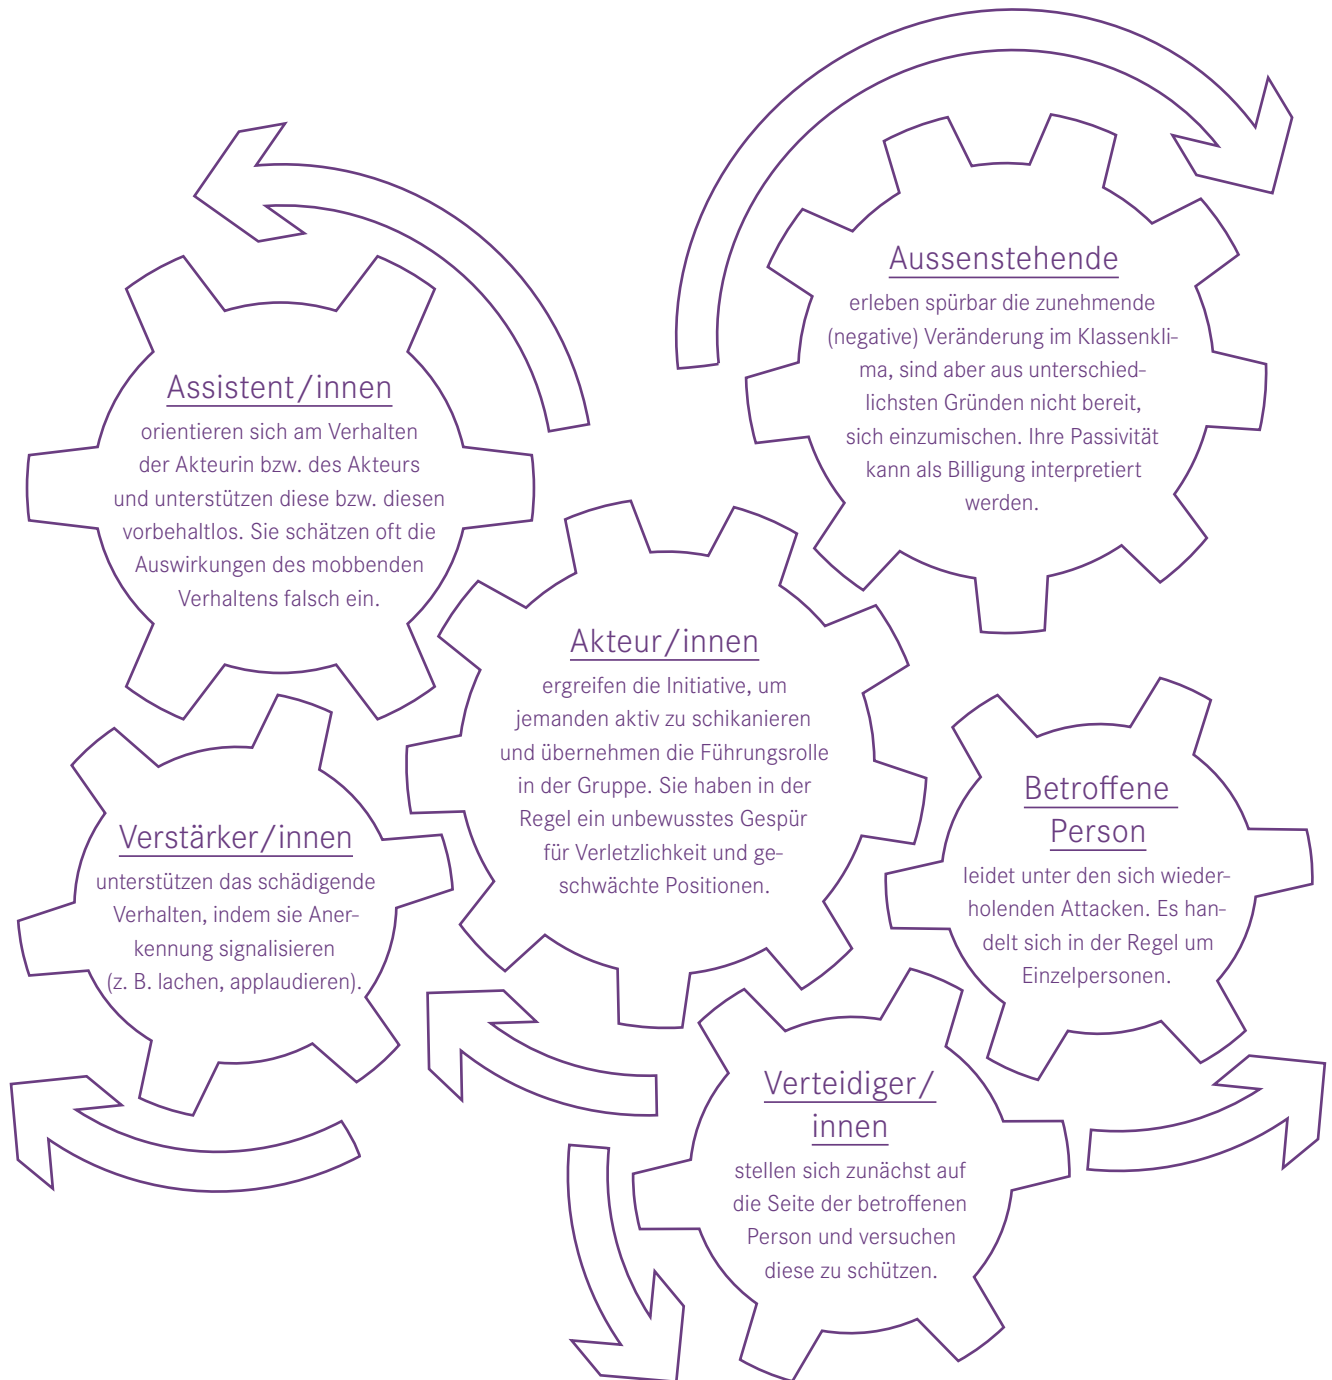 Aussenstehende
erleben spürbar die zunehmende
(negative) Veränderung im Klassenkli-
ma, sind aber aus unterschied-
lichsten Gründen nicht bereit,
sich einzumischen. Ihre Passivität
kann als Billigung interpretiert
werden.
Assistent/innen
orientieren sich am Verhalten
der Akteurin bzw. des Akteurs
und unterstützen diese bzw. diesen
vorbehaltlos. Sie schätzen oft die
Auswirkungen des mobbenden
Verhaltens falsch ein.
Akteur/innen
ergreifen die Initiative, um
jemanden aktiv zu schikanieren
und übernehmen die Führungsrolle
in der Gruppe. Sie haben in der
Regel ein unbewusstes Gespür
für Verletzlichkeit und ge-
schwächte Positionen.
Verstärker/innen
unterstützen das schädigende
Verhalten, indem sie Aner-
kennung signalisieren
(z. B. lachen, applaudieren).
Betroffene
Person
leidet unter den sich wieder-
holenden Attacken. Es han-
delt sich in der Regel um
Einzelpersonen.
Verteidiger/
innen
stellen sich zunächst auf
die Seite der betroffenen
Person und versuchen
diese zu schützen.